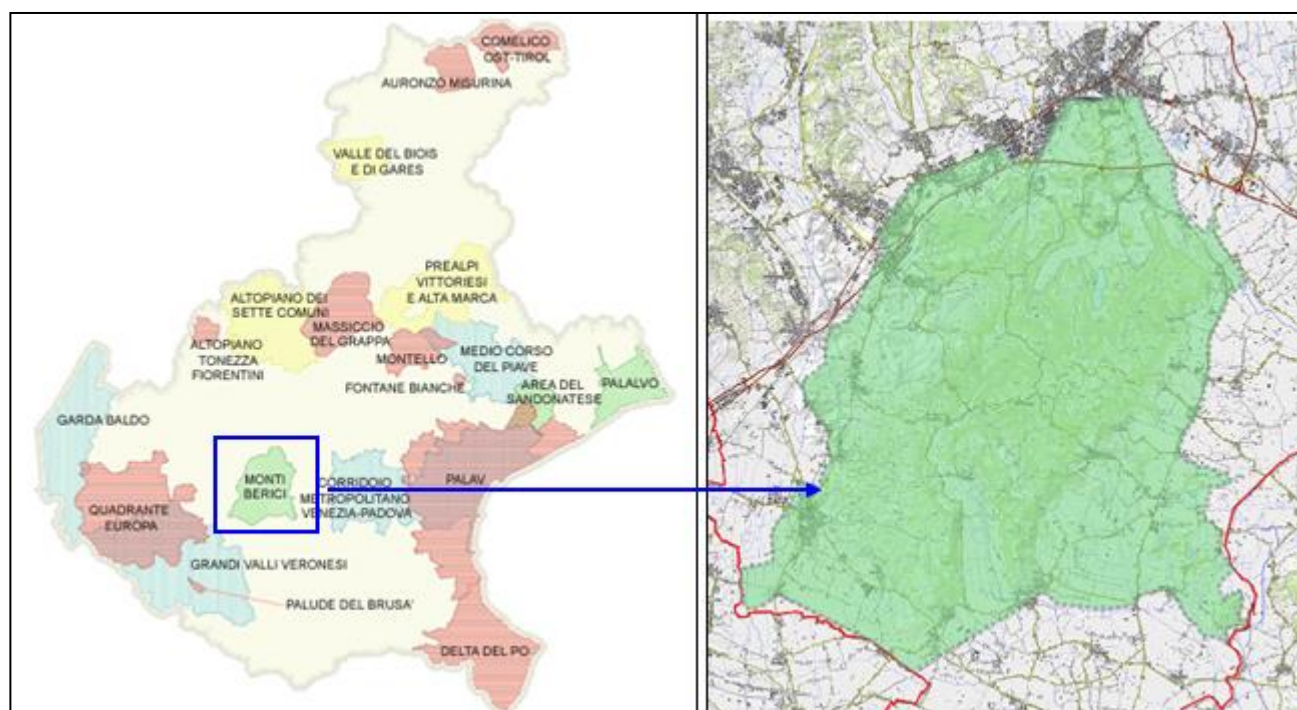 COMELICO
OST-TIROL
AURONZO MISURINA
VALLE DEL BIOIS
E DI GARES
PREALPI
VITTORIESI
E ALTA MARCA
ALTOPIANO DEI
SETTE COMUNI
MASSICCIO
DEL GRAPPA
ALTOPIANO
TONEZZA
FIORENTINI
MONTELLO
MEDIO CORSO
DEL PIAVE
FONTANE BIANCHE
AREA DEL
SANDONATESE
PALALVO
GARDA BALDO
MONTI
BERICI
CORRIDOIO
METROPOLITANO
VENEZIA-PADOVA
PALAV
QUADRANTE
EUROPA
GRANDI VALLI VERONESI
PALUDE DEL BRUSA'
DELTA DEL PO